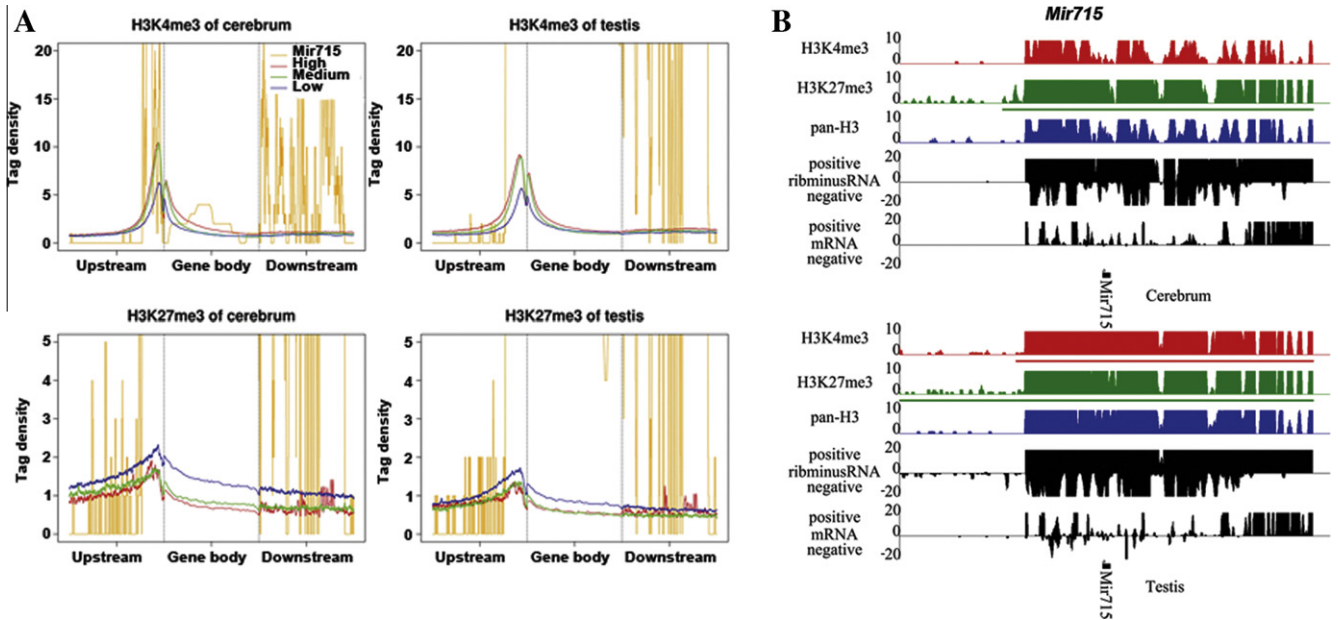 A
H3K4me3 of cerebrum
Tag density
20
15
10
5
0
Mir715
High
Medium
Low
Upstream
Gene body
Downstream
H3K4me3 of testis
Tag density
20
15
10
5
0
Upstream
Gene body
Downstream
H3K27me3 of cerebrum
Tag density
5
4
3
2
1
0
Upstream
Gene body
Downstream
H3K27me3 of testis
Tag density
5
4
3
2
1
0
Upstream
Gene body
Downstream
B
Mir715
H3K4me3
10
0
H3K27me3
10
0
pan-H3
10
0
positive
ribminusRNA
negative
20
0
-20
positive
mRNA
negative
20
0
-20
Mir715
Cerebrum
H3K4me3
10
0
H3K27me3
10
0
pan-H3
10
0
positive
ribminusRNA
negative
20
0
-20
positive
mRNA
negative
20
0
-20
Mir715
Testis